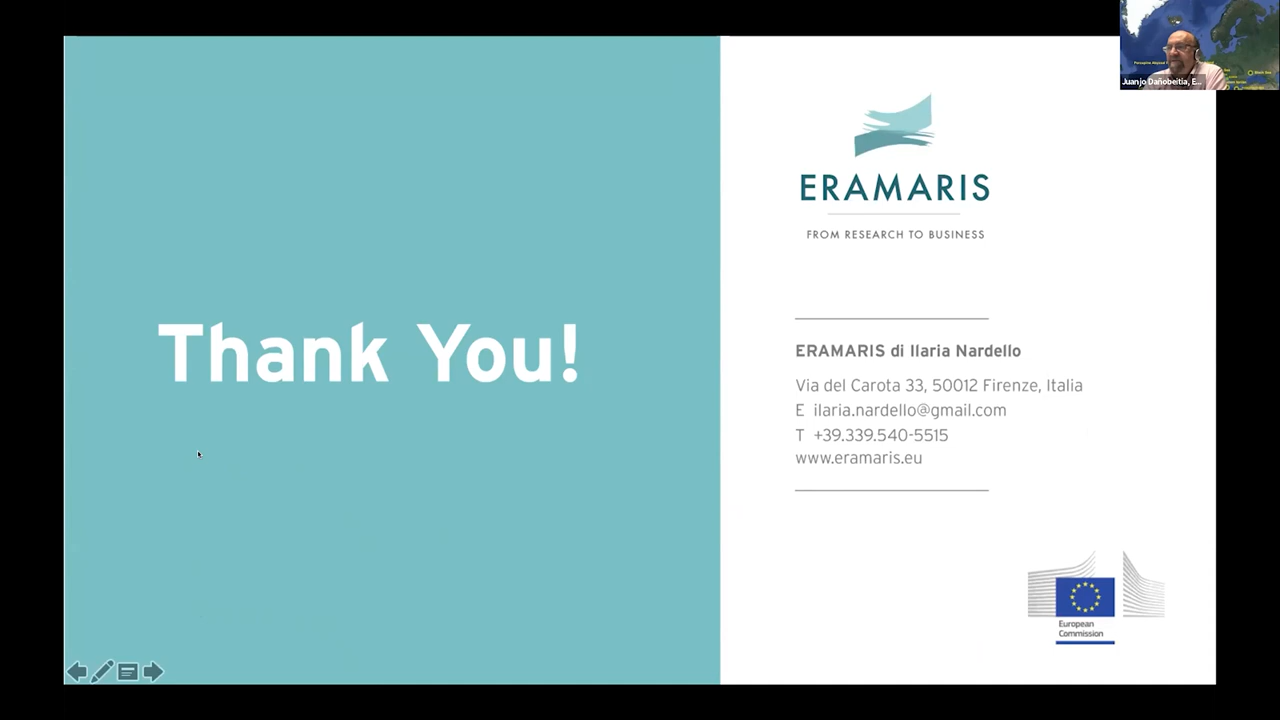 Thank You!
ERAMARIS
FROM RESEARCH TO BUSINESS
ERAMARIS di Ilaria Nardello
Via del Carota 33, 50012 Firenze, Italia
E ilaria.nardello@gmail.com
T +39.339.540-5515
www.eramaris.eu
European
Commission
Juanjo Dañobeitia, E...